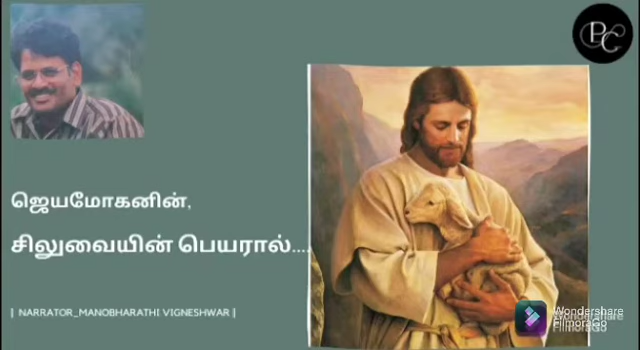 PC
ஜெயமோகனின்,
சிலுவையின் பெயரால்....
| NARRATOR_MANOBHARATHI VIGNESHWAR |
Wondershare
FilmoraGo